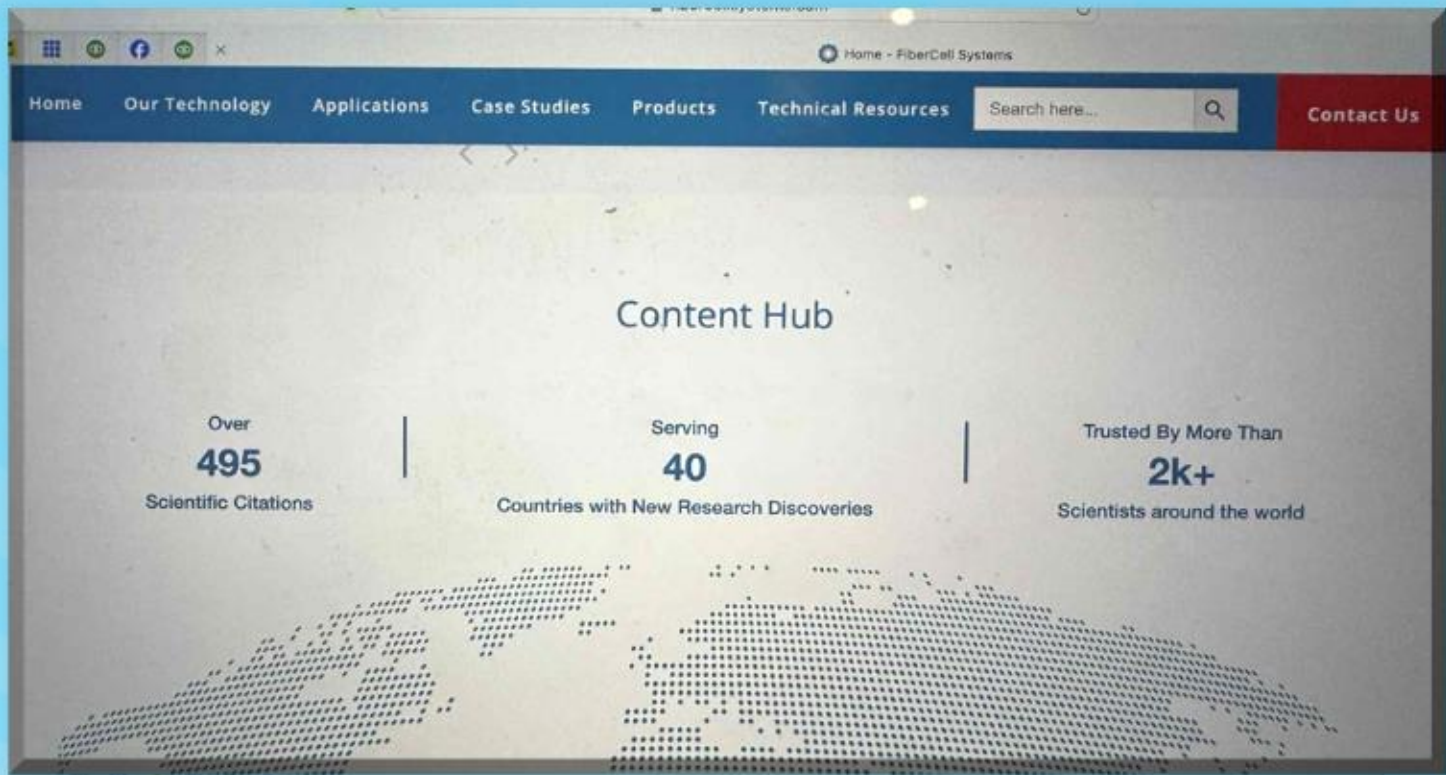 Home - FiberCell Systems
Home Our Technology Applications Case Studies Products Technical Resources Search here... Contact Us
Content Hub
Over
495
Scientific Citations
Serving
40
Countries with New Research Discoveries
Trusted By More Than
2k+
Scientists around the world